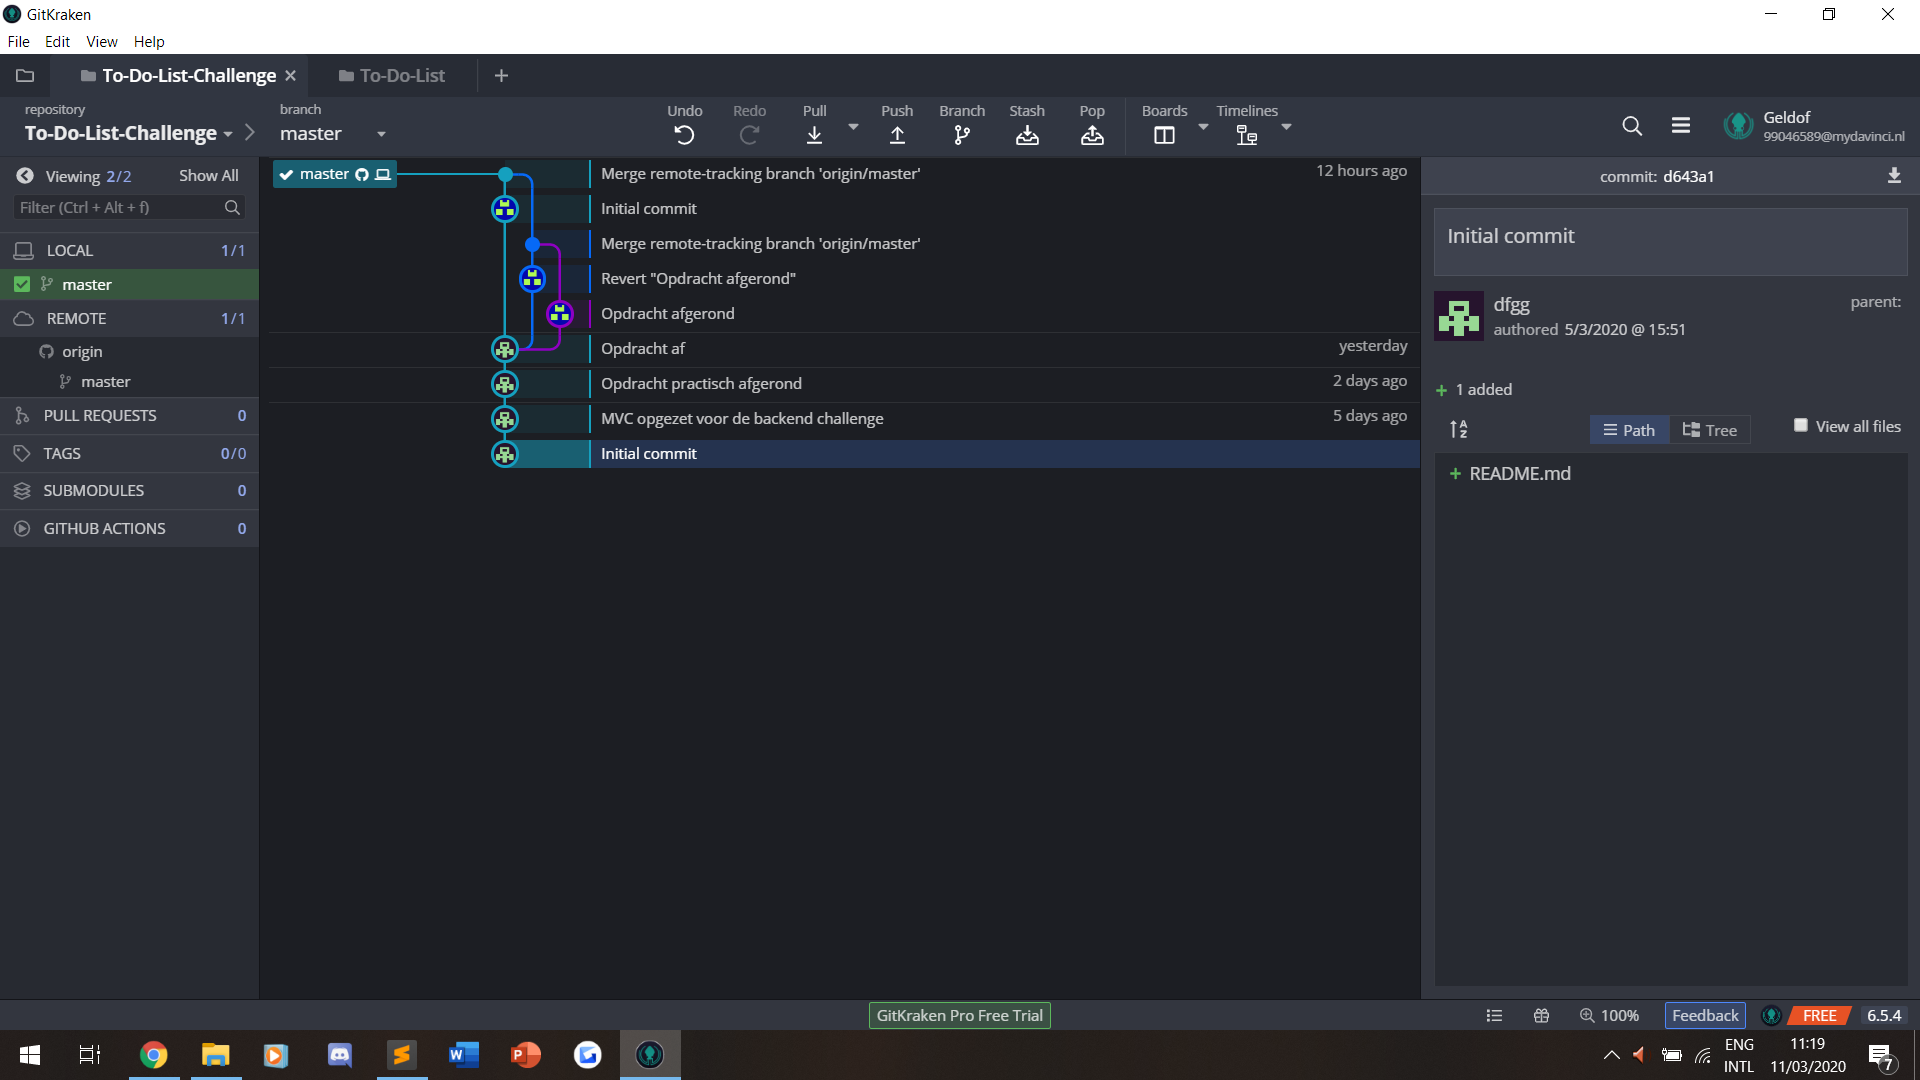 GitKraken
File Edit View Help
To-Do-List-Challenge
To-Do-List
repository
To-Do-List-Challenge
branch
master
Undo
Redo
Pull
Push
Branch
Stash
Pop
Boards
Timelines
Geldof
99046589@mydavinci.nl
Viewing 2/2 Show All
Filter (Ctrl + Alt + f)
LOCAL 1/1
master
REMOTE 1/1
origin
master
PULL REQUESTS 0
TAGS 0/0
SUBMODULES 0
GITHUB ACTIONS 0
master
Merge remote-tracking branch 'origin/master' 12 hours ago
Initial commit
Merge remote-tracking branch 'origin/master'
Revert "Opdracht afgerond"
Opdracht afgerond
Opdracht af yesterday
Opdracht practisch afgerond 2 days ago
MVC opgezet voor de backend challenge 5 days ago
Initial commit
commit: d643a1
Initial commit
dfgg
parent:
authored 5/3/2020 @ 15:51
+ 1 added
A
Z
Path
Tree
View all files
+ README.md
GitKraken Pro Free Trial
100%
Feedback
FREE
6.5.4
ENG
INTL
11:19
11/03/2020
7